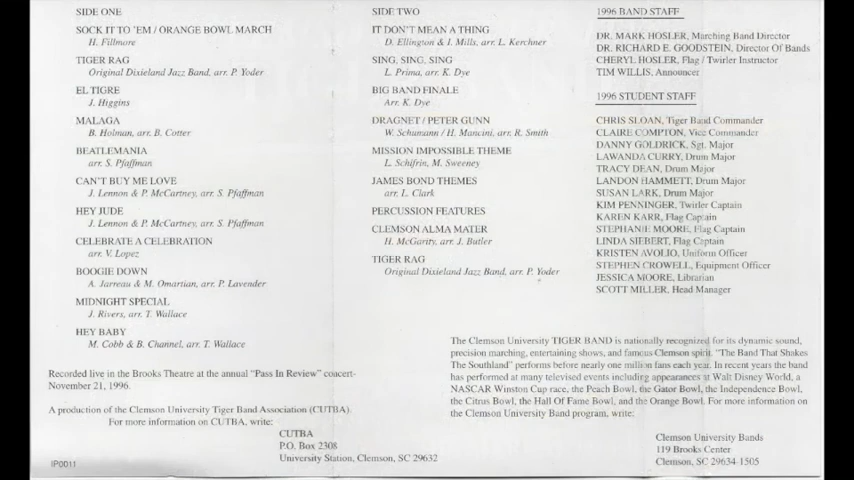 SIDE ONE
SOCK IT TO 'EM / ORANGE BOWL MARCH
H. Fillmore
TIGER RAG
Original Dixieland Jazz Band, arr. P. Yoder
EL TIGRE
J. Higgins
MALAGA
B. Holman, arr. B. Cotter
BEATLEMANIA
arr. S. Pfaffman
CAN'T BUY ME LOVE
J. Lennon & P. McCartney, arr. S. Pfaffman
HEY JUDE
J. Lennon & P. McCartney, arr. S. Pfaffman
CELEBRATE A CELEBRATION
arr. V. Lopez
BOOGIE DOWN
A. Jarreau & M. Omartian, arr. P. Lavender
MIDNIGHT SPECIAL
J. Rivers, arr. T. Wallace
HEY BABY
M. Cobb & B. Channel, arr. T. Wallace
Recorded live in the Brooks Theatre at the annual "Pass In Review" concert-
November 21, 1996.
A production of the Clemson University Tiger Band Association (CUTBA).
For more information on CUTBA, write:
CUTBA
P.O. Box 2308
University Station, Clemson, SC 29632
IP0011
SIDE TWO
IT DON'T MEAN A THING
D. Ellington & I. Mills, arr. L. Kerchner
SING, SING, SING
L. Prima, arr. K. Dye
BIG BAND FINALE
Arr. K. Dye
DRAGNET / PETER GUNN
W. Schumann / H. Mancini, arr. R. Smith
MISSION IMPOSSIBLE THEME
L. Schifrin, M. Sweeney
JAMES BOND THEMES
arr. L. Clark
PERCUSSION FEATURES
CLEMSON ALMA MATER
H. McGarity, arr. J. Butler
TIGER RAG
Original Dixieland Jazz Band, arr. P. Yoder
1996 BAND STAFF
DR. MARK HOSLER, Marching Band Director
DR. RICHARD E. GOODSTEIN, Director Of Bands
CHERYL HOSLER, Flag / Twirler Instructor
TIM WILLIS, Announcer
1996 STUDENT STAFF
CHRIS SLOAN, Tiger Band Commander
CLAIRE COMPTON, Vice Commander
DANNY GOLDRICK, Sgt. Major
LAWANDA CURRY, Drum Major
TRACY DEAN, Drum Major
LANDON HAMMETT, Drum Major
SUSAN LARK, Drum Major
KIM PENNINGER, Twirler Captain
KAREN KARR, Flag Captain
STEPHANIE MOORE, Flag Captain
LINDA SIEBERT, Flag Captain
KRISTEN AVOLIO, Uniform Officer
STEPHEN CROWELL, Equipment Officer
JESSICA MOORE, Librarian
SCOTT MILLER, Head Manager
The Clemson University TIGER BAND is nationally recognized for its dynamic sound,
precision marching, entertaining shows, and famous Clemson spirit. "The Band That Shakes
The Southland" performs before nearly one million fans each year. In recent years the band
has performed at many televised events including appearances at Walt Disney World, a
NASCAR Winston Cup race, the Peach Bowl, the Gator Bowl, the Independence Bowl,
the Citrus Bowl, the Hall Of Fame Bowl, and the Orange Bowl. For more information on
the Clemson University Band program, write:
Clemson University Bands
119 Brooks Center
Clemson, SC 29634-1505